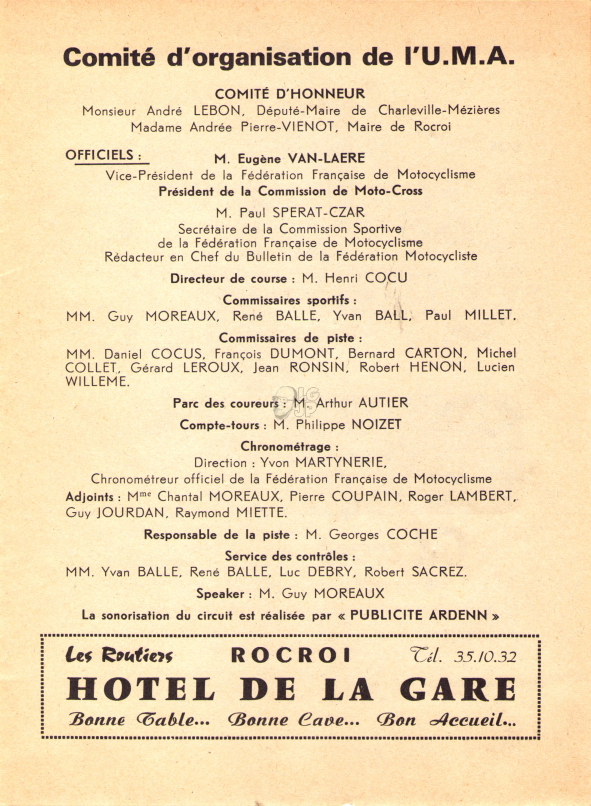 Comité d'organisation de l'U.M.A.
COMITÉ D'HONNEUR
Monsieur André LEBON, Député-Maire de Charleville-Mézières
Madame Andrée Pierre-VIENOT, Maire de Rocroi
OFFICIELS : M. Eugène VAN-LAERE
Vice-Président de la Fédération Française de Motocyclisme
Président de la Commission de Moto-Cross
M. Paul SPERAT-CZAR
Secrétaire de la Commission Sportive
de la Fédération Française de Motocyclisme
Rédacteur en Chef du Bulletin de la Fédération Motocycliste
Directeur de course : M. Henri COCU
Commissaires sportifs :
MM. Guy MOREAUX, René BALLE, Yvan BALL, Paul MILLET.
Commissaires de piste :
MM. Daniel COCUS, François DUMONT, Bernard CARTON, Michel
COLLET, Gérard LEROUX, Jean RONSIN, Robert HENON, Lucien
WILLEME.
Parc des coureurs : M. Arthur AUTIER
Compte-tours : M. Philippe NOIZET
Chronométrage :
Direction : Yvon MARTYNERIE,
Chronométreur officiel de la Fédération Française de Motocyclisme
Adjoints : Mme Chantal MOREAUX, Pierre COUPAIN, Roger LAMBERT,
Guy JOURDAN, Raymond MIETTE.
Responsable de la piste : M. Georges COCHE
Service des contrôles :
MM. Yvan BALLE, René BALLE, Luc DEBRY, Robert SACREZ.
Speaker : M. Guy MOREAUX
La sonorisation du circuit est réalisée par « PUBLICITE ARDENN »
Les Routiers ROCROI Tél. 35.10.32
HOTEL DE LA GARE
Bonne Table... Bonne Cave... Bon Accueil...